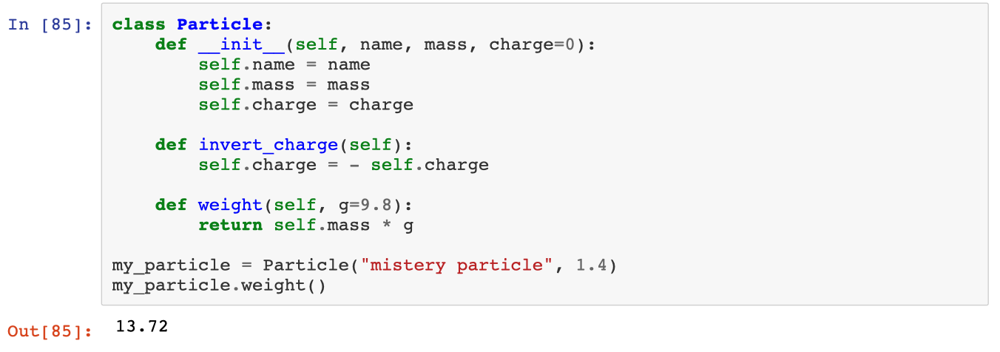 In [85]: class Particle:
    def __init__(self, name, mass, charge=0):
        self.name = name
        self.mass = mass
        self.charge = charge

    def invert_charge(self):
        self.charge = - self.charge

    def weight(self, g=9.8):
        return self.mass * g

my_particle = Particle("mistery particle", 1.4)
my_particle.weight()
Out[85]: 13.72